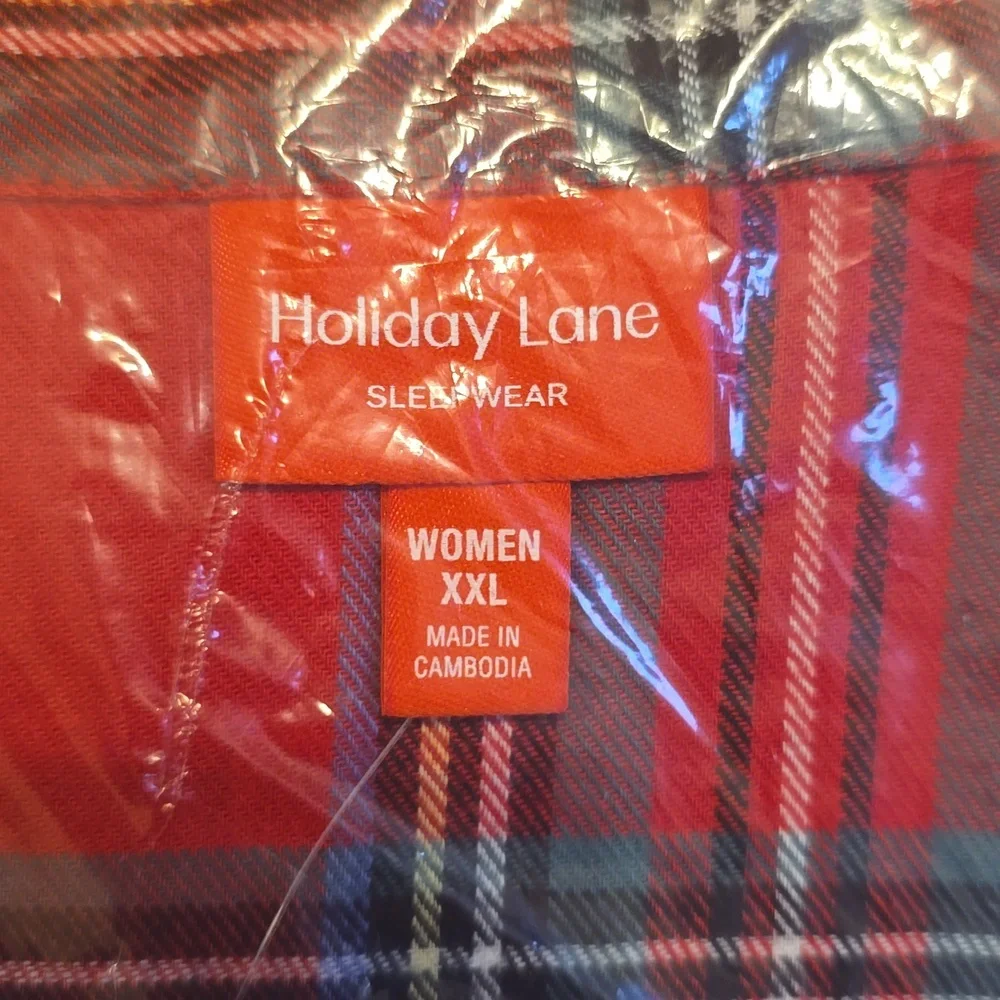 Holiday Lane
SLEEPWEAR
WOMEN
XXL
MADE IN
CAMBODIA